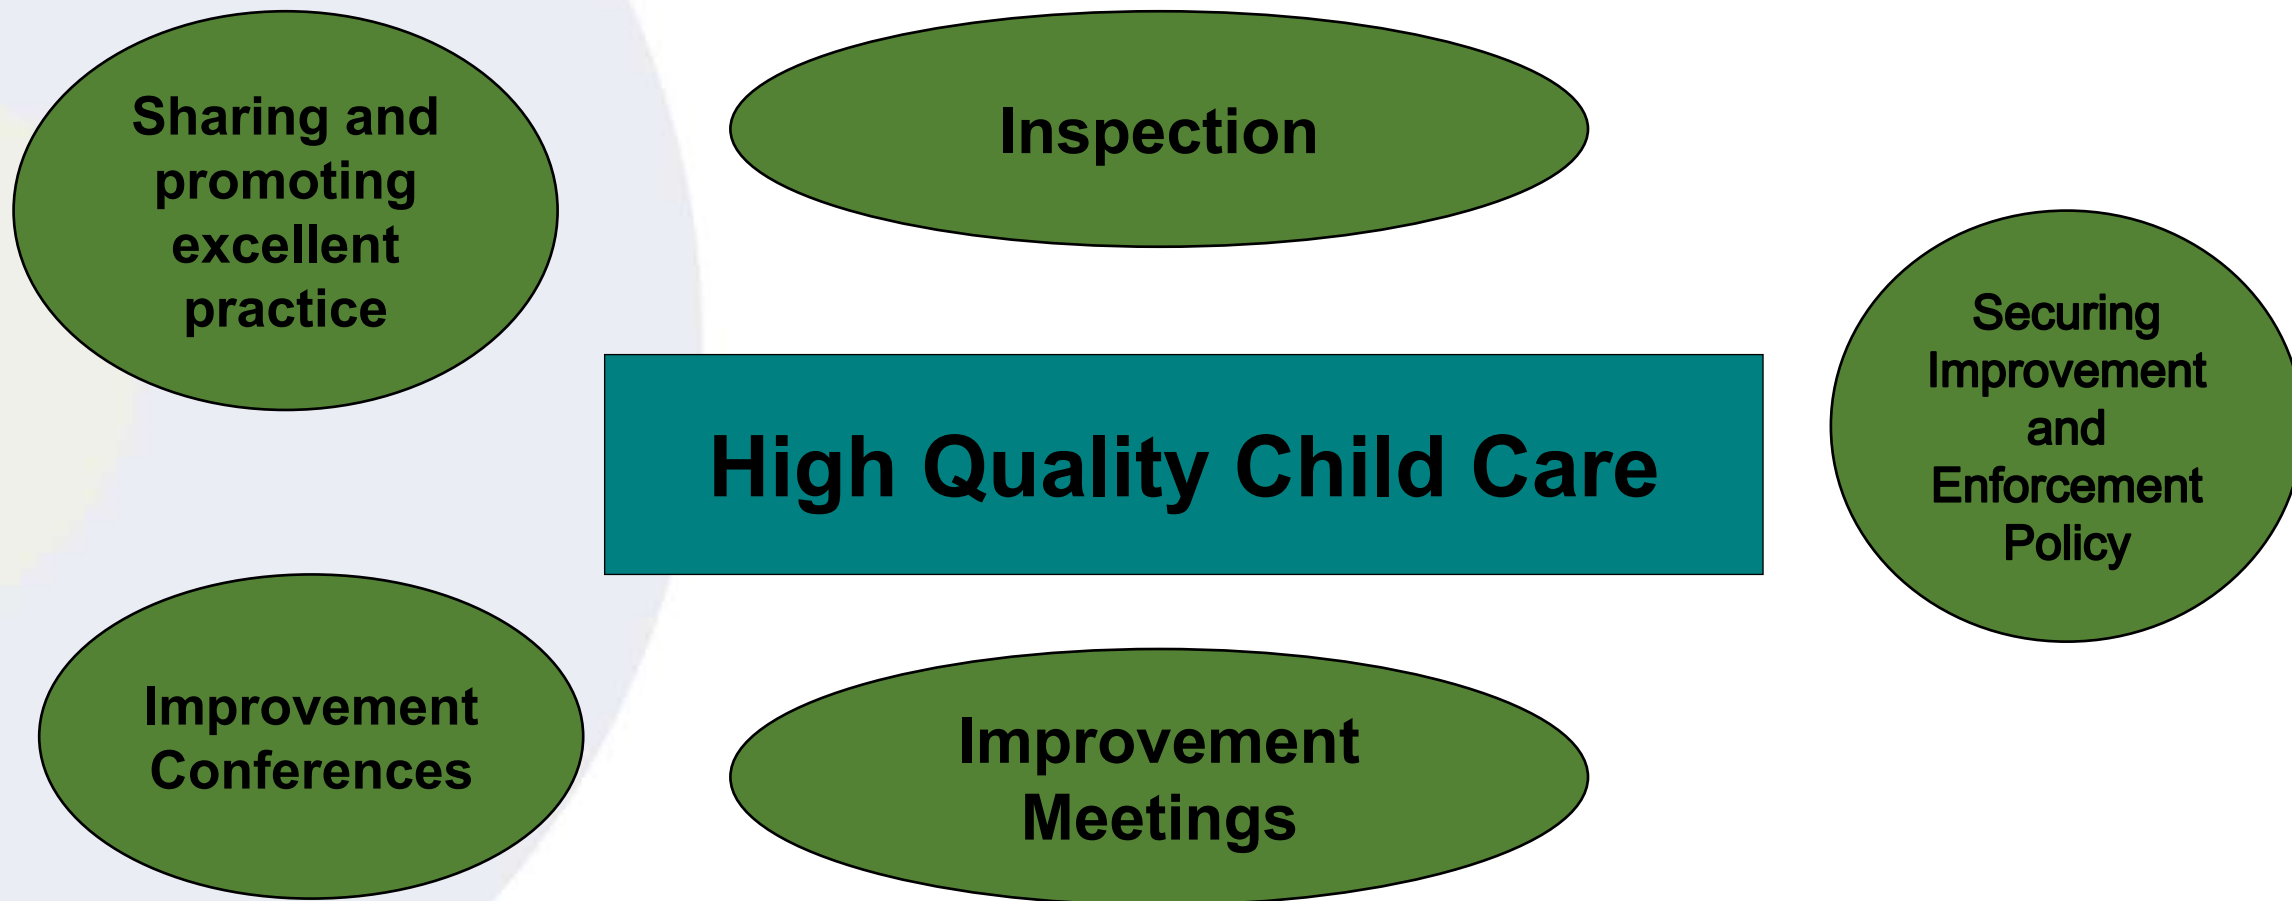 Sharing and
promoting
excellent
practice
Inspection
Securing
Improvement
and
Enforcement
Policy
High Quality Child Care
Improvement
Conferences
Improvement
Meetings